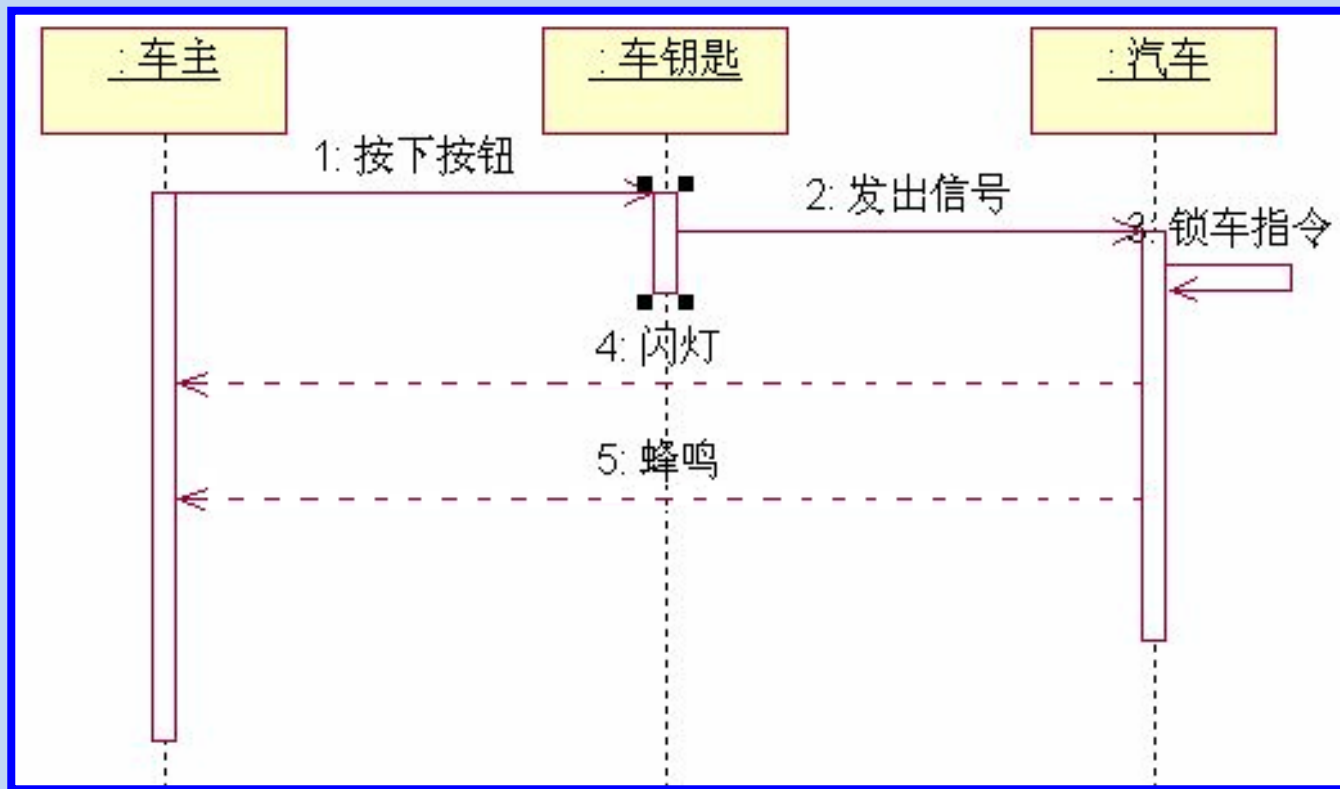 : 车主
: 车钥匙
: 汽车
1: 按下按钮
2: 发出信号
3: 锁车指令
4: 闪灯
5: 蜂鸣